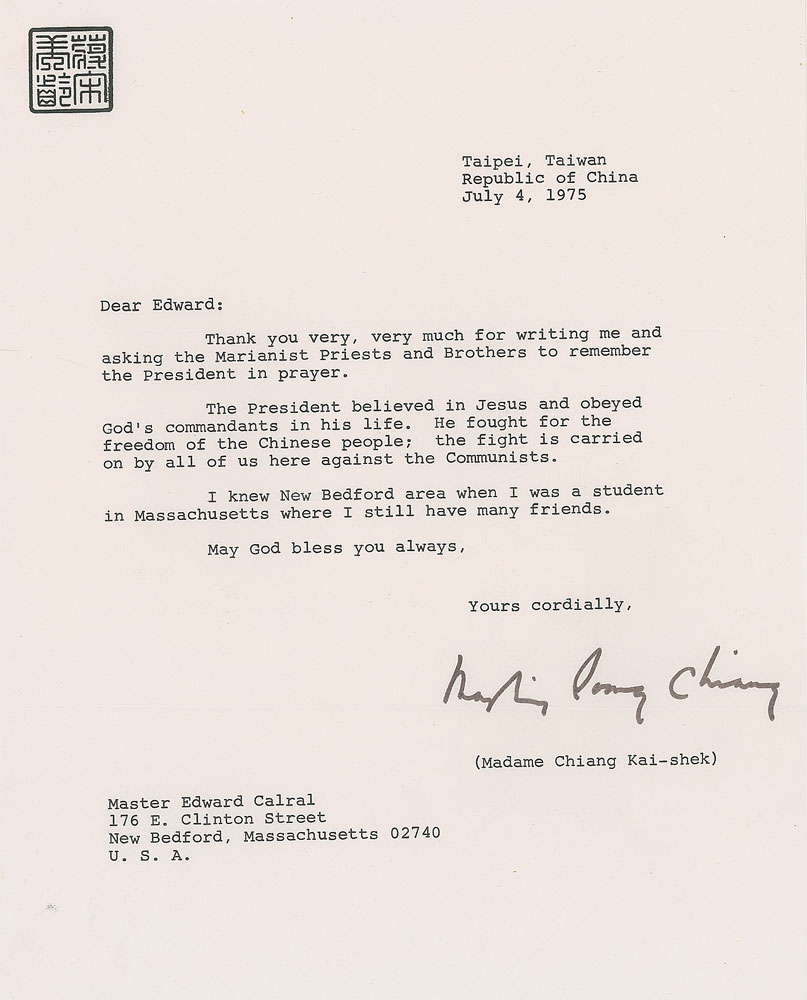 蔣宋
美齡
Taipei, Taiwan
Republic of China
July 4, 1975
Dear Edward:
Thank you very, very much for writing me and
asking the Marianist Priests and Brothers to remember
the President in prayer.
The President believed in Jesus and obeyed
God's commandants in his life. He fought for the
freedom of the Chinese people; the fight is carried
on by all of us here against the Communists.
I knew New Bedford area when I was a student
in Massachusetts where I still have many friends.
May God bless you always,
Yours cordially,
Mayling Soong Chiang
(Madame Chiang Kai-shek)
Master Edward Calral
176 E. Clinton Street
New Bedford, Massachusetts 02740
U. S. A.